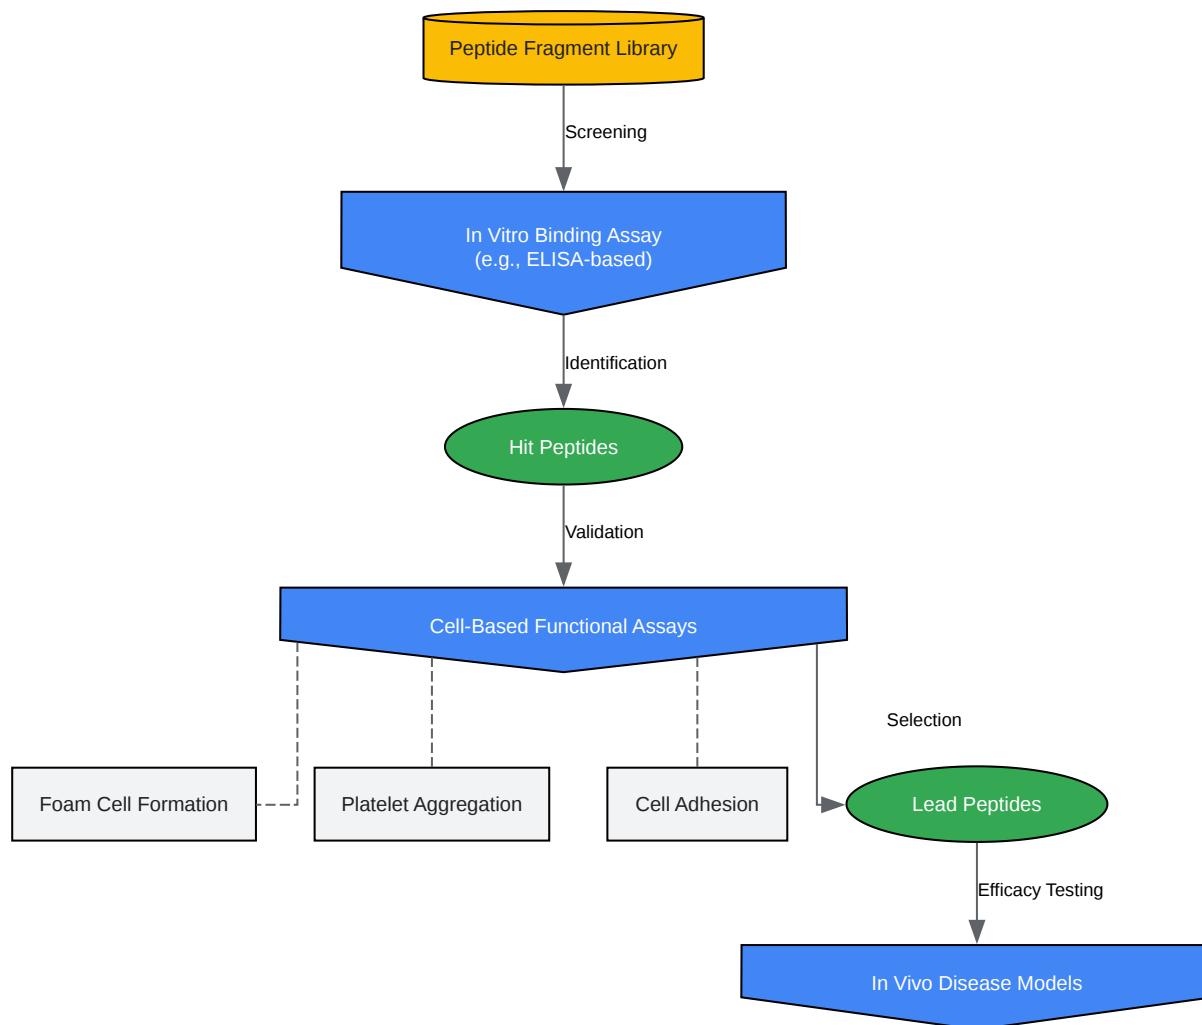 Peptide Fragment Library
Screening
In Vitro Binding Assay
(e.g., ELISA-based)
Identification
Hit Peptides
Validation
Cell-Based Functional Assays
Selection
Foam Cell Formation
Platelet Aggregation
Cell Adhesion
Lead Peptides
Efficacy Testing
In Vivo Disease Models